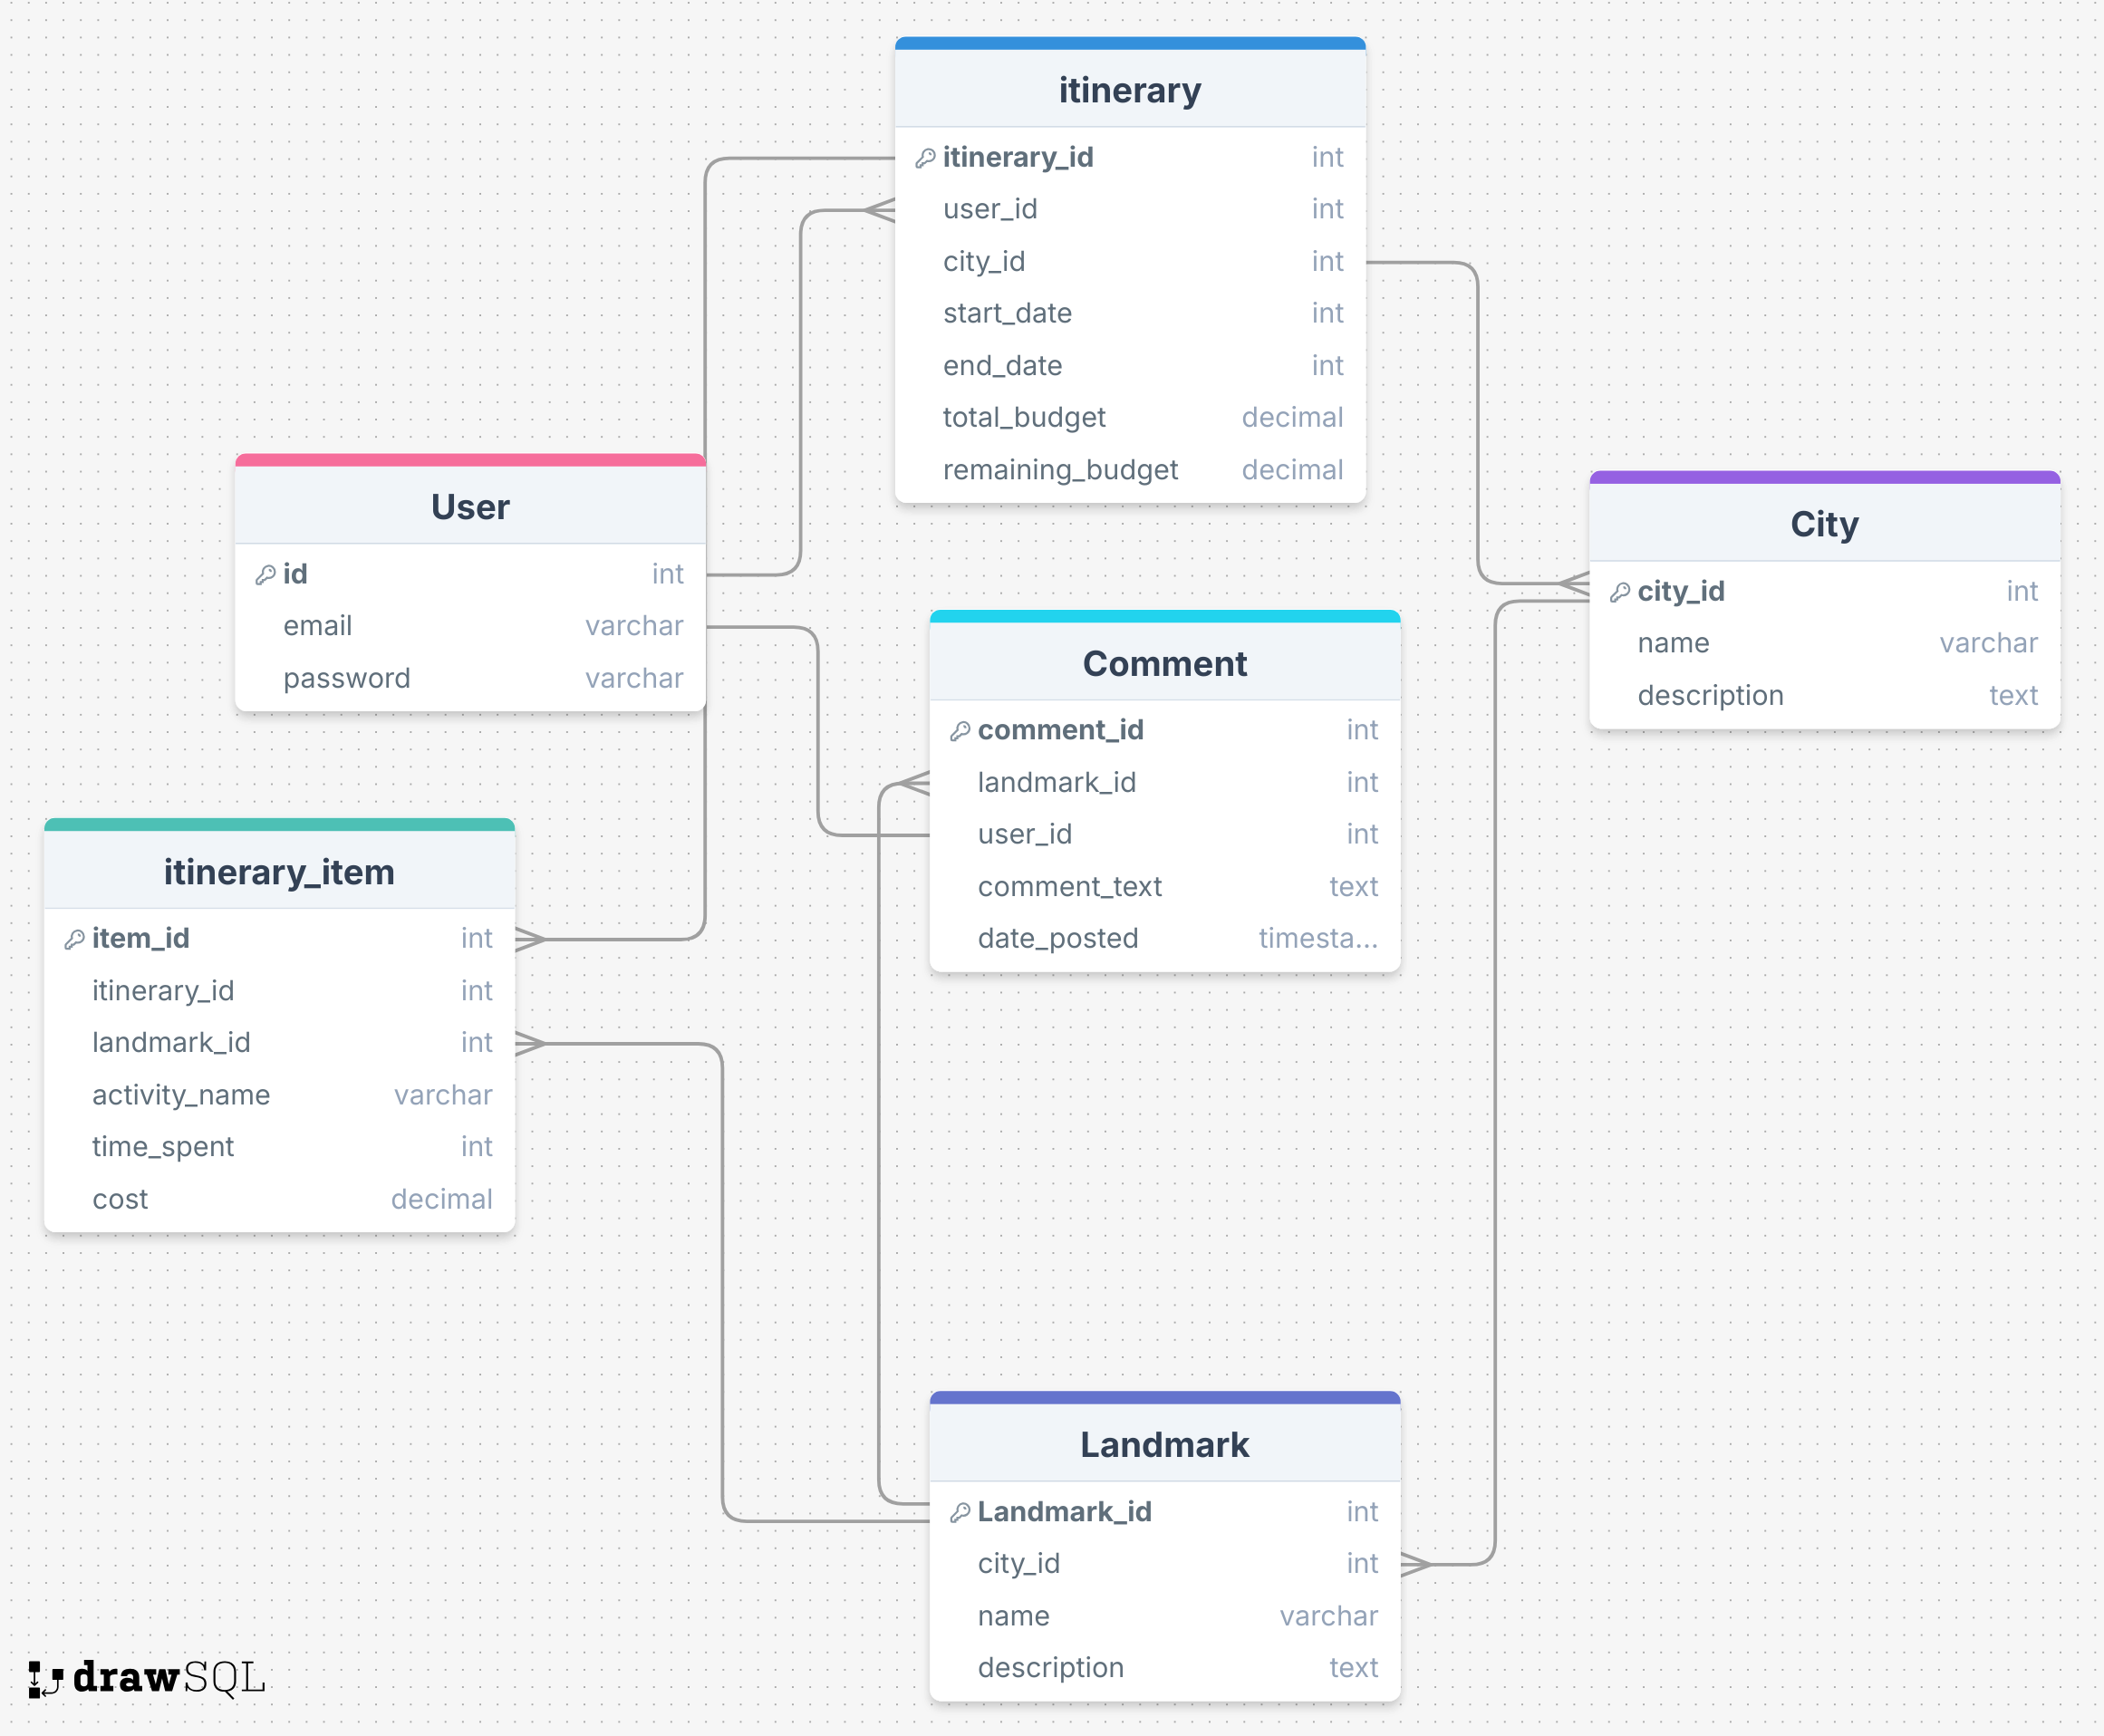 itinerary
itinerary_id int
user_id int
city_id int
start_date int
end_date int
total_budget decimal
remaining_budget decimal
User
id int
email varchar
password varchar
City
city_id int
name varchar
description text
Comment
comment_id int
landmark_id int
user_id int
comment_text text
date_posted timesta...
itinerary_item
item_id int
itinerary_id int
landmark_id int
activity_name varchar
time_spent int
cost decimal
Landmark
Landmark_id int
city_id int
name varchar
description text
drawSQL